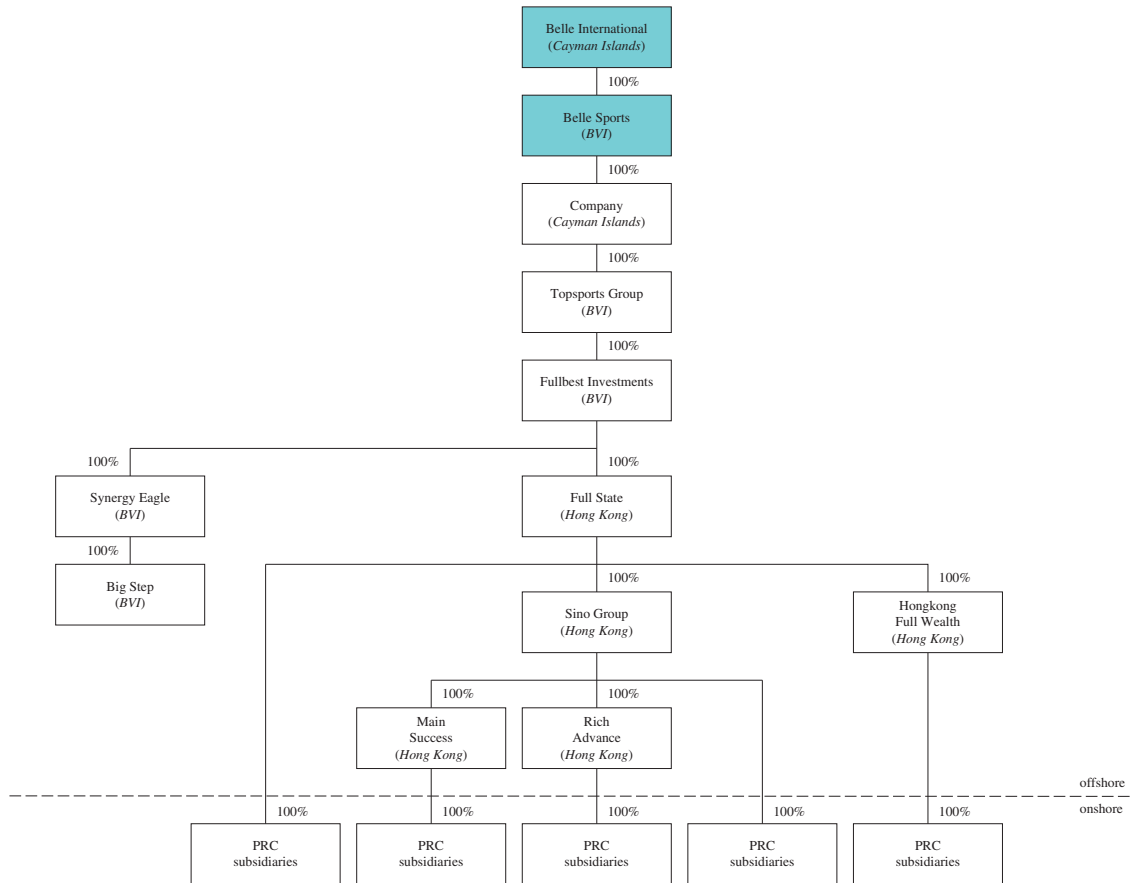 Belle International
(Cayman Islands)
100%
Belle Sports
(BVI)
100%
Company
(Cayman Islands)
100%
Topsports Group
(BVI)
100%
Fullbest Investments
(BVI)
100%
100%
Synergy Eagle
(BVI)
Full State
(Hong Kong)
100%
Big Step
(BVI)
100%
100%
Sino Group
(Hong Kong)
Hongkong
Full Wealth
(Hong Kong)
100%
100%
Main
Success
(Hong Kong)
Rich
Advance
(Hong Kong)
offshore
onshore
100%
100%
100%
100%
100%
PRC
subsidiaries
PRC
subsidiaries
PRC
subsidiaries
PRC
subsidiaries
PRC
subsidiaries